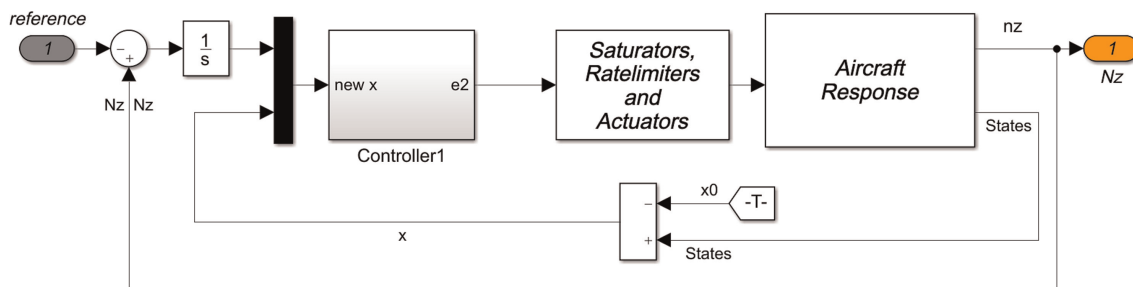 reference
1
−
+
1
s
Nz Nz
new x
e2
Controller1
Saturators,
Ratelimiters
and
Actuators
Aircraft
Response
nz
States
1
Nz
x0
-T-
−
+
States
x